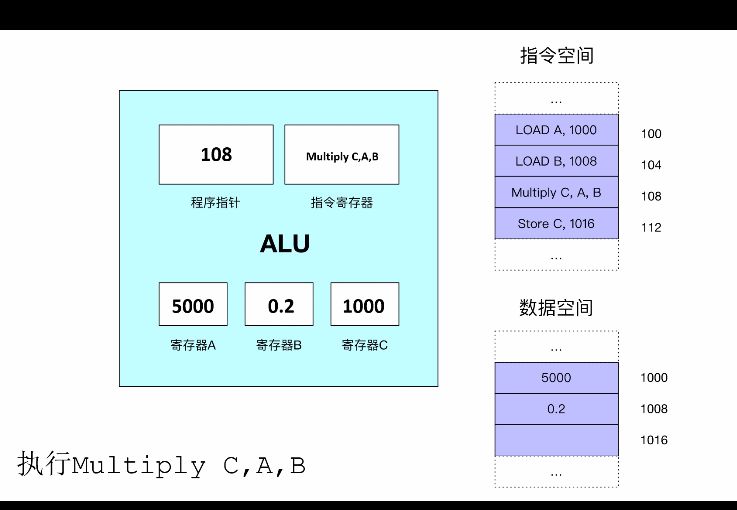 指令空间
...
LOAD A, 1000
100
LOAD B, 1008
104
Multiply C, A, B
108
Store C, 1016
112
...
108
Multiply C,A,B
程序指针
指令寄存器
ALU
5000
0.2
1000
寄存器A
寄存器B
寄存器C
数据空间
...
5000
1000
0.2
1008
1016
...
执行Multiply C,A,B